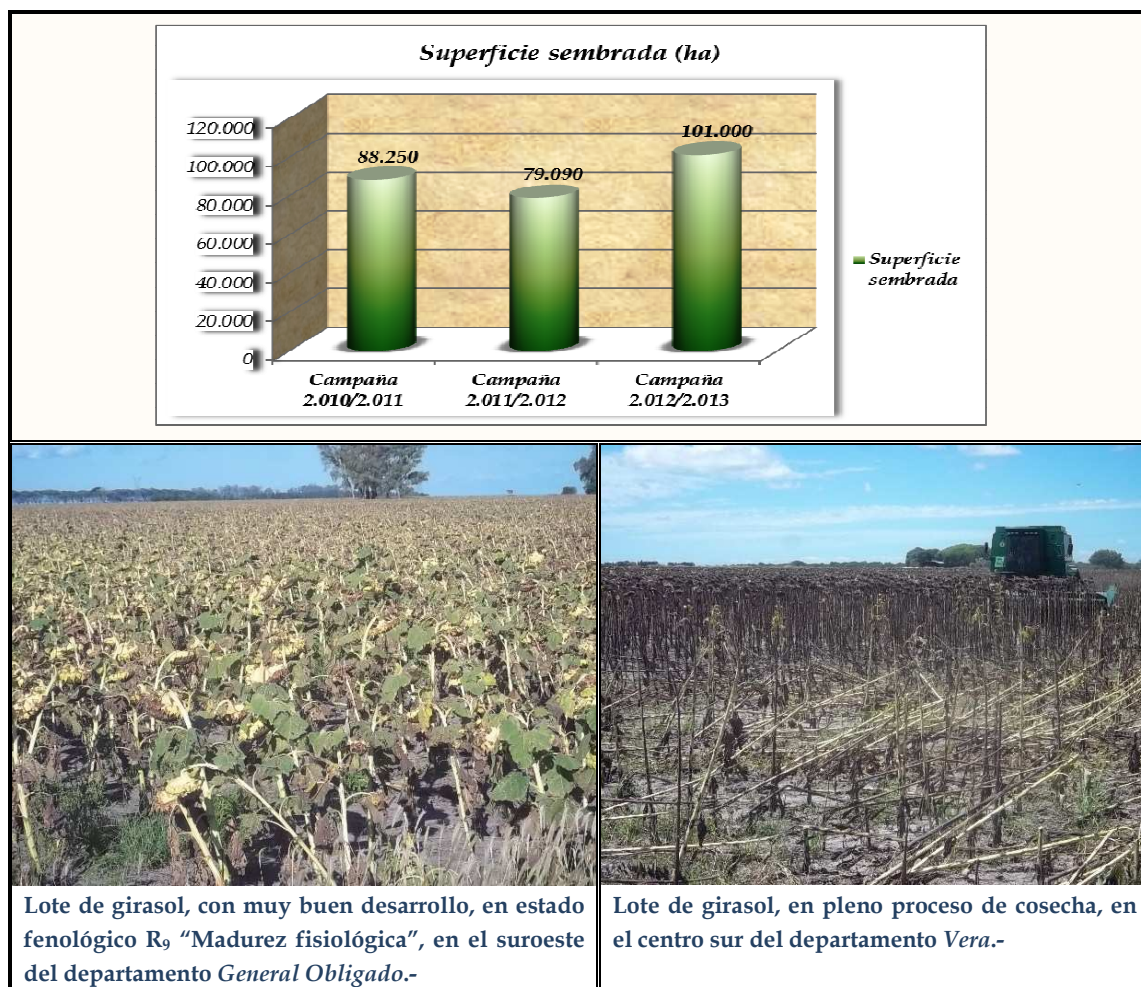 Superficie sembrada (ha)
120.000
100.000
80.000
60.000
40.000
20.000
0
88.250
79.090
101.000
Campaña
2.010/2.011
Campaña
2.011/2.012
Campaña
2.012/2.013
Superficie
sembrada
Lote de girasol, con muy buen desarrollo, en estado
fenológico R₉ “Madurez fisiológica”, en el suroeste
del departamento General Obligado.-
Lote de girasol, en pleno proceso de cosecha, en
el centro sur del departamento Vera.-